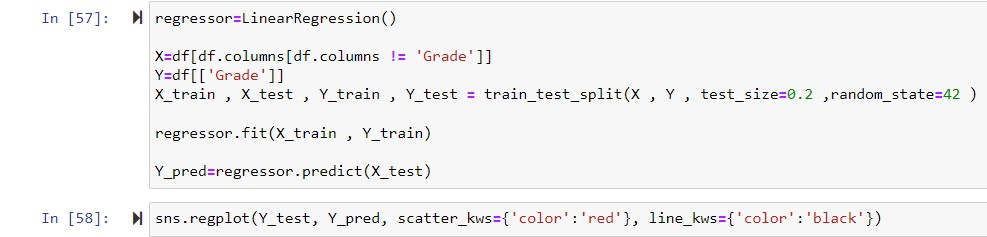 In [57]:
regressor=LinearRegression()
X=df[df.columns[df.columns != 'Grade']]
Y=df[['Grade']]
X_train , X_test , Y_train , Y_test = train_test_split(X , Y , test_size=0.2 ,random_state=42 )
regressor.fit(X_train , Y_train)
Y_pred=regressor.predict(X_test)
In [58]:
sns.regplot(Y_test, Y_pred, scatter_kws={'color':'red'}, line_kws={'color':'black'})